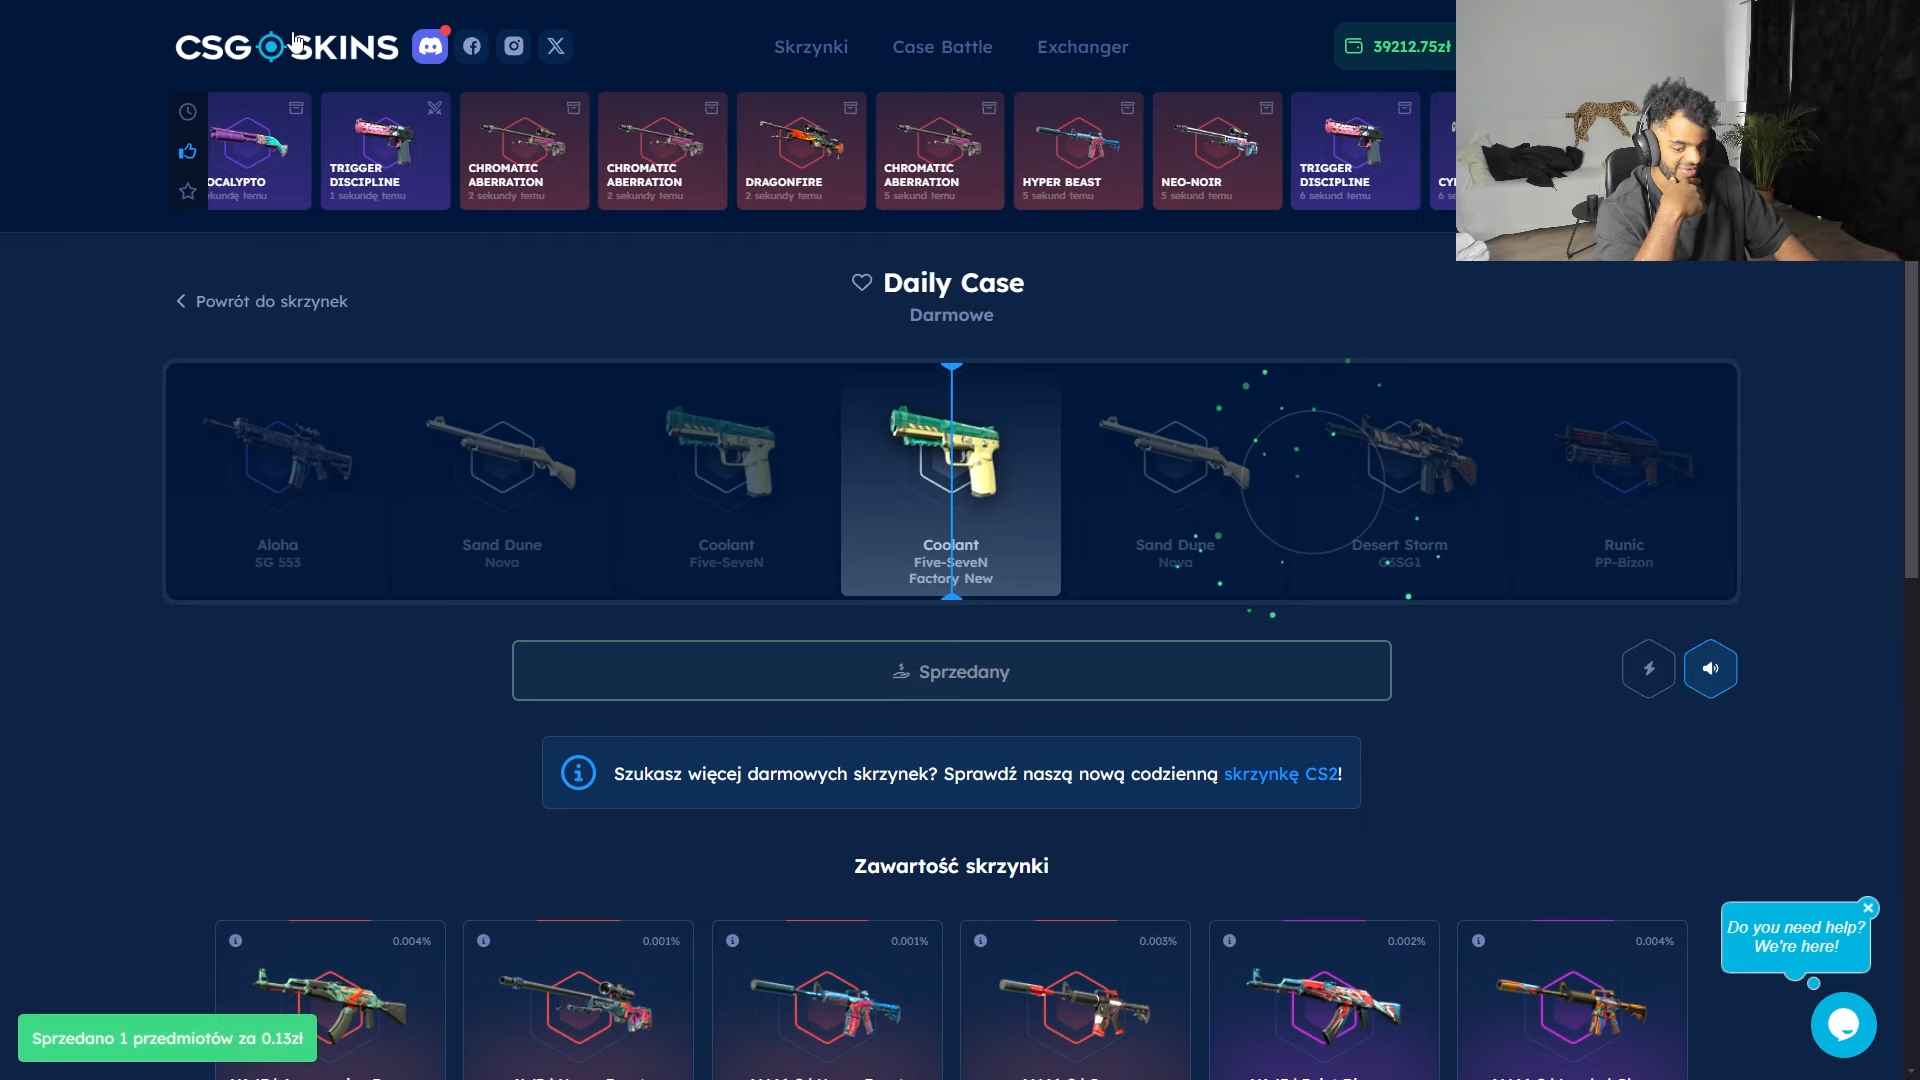 CSG SKINS
Skrzynki
Case Battle
Exchanger
39212.75zł
OCALYPTO
TRIGGER
DISCIPLINE
1 sekundę temu
CHROMATIC
ABERRATION
2 sekundy temu
CHROMATIC
ABERRATION
2 sekundy temu
DRAGONFIRE
2 sekundy temu
CHROMATIC
ABERRATION
5 sekund temu
HYPER BEAST
5 sekund temu
NEO-NOIR
5 sekund temu
TRIGGER
DISCIPLINE
6 sekund temu
Powrót do skrzynek
Daily Case
Darmowe
Aloha
SG 553
Sand Dune
Nova
Coolant
Five-SeveN
Coolant
Five-SeveN
Factory New
Sand Dune
Nova
Desert Storm
G3SG1
Runic
PP-Bizon
Sprzedany
Szukasz więcej darmowych skrzynek? Sprawdź naszą nową codzienną skrzynkę CS2!
Zawartość skrzynki
0.004%
0.001%
0.001%
0.003%
0.002%
0.004%
Do you need help?
We're here!
Sprzedano 1 przedmiotów za 0.13zł